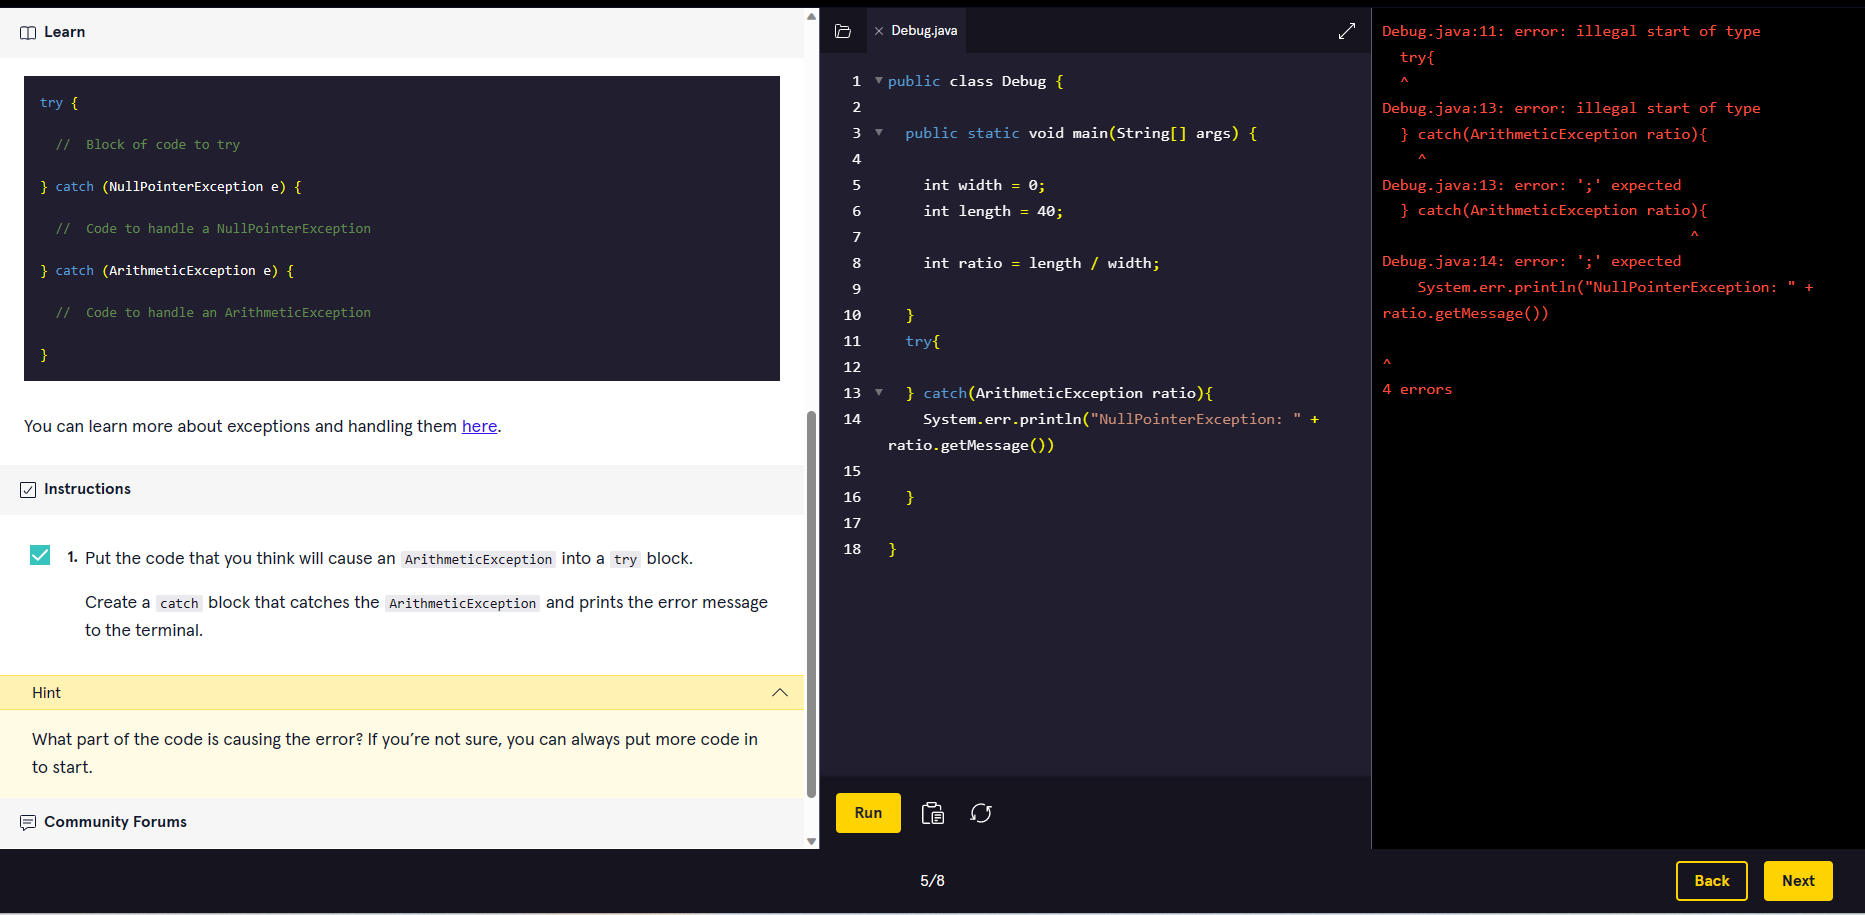 Learn
try {
// Block of code to try
} catch (NullPointerException e) {
// Code to handle a NullPointerException
} catch (ArithmeticException e) {
// Code to handle an ArithmeticException
}
You can learn more about exceptions and handling them here.
Instructions
1. Put the code that you think will cause an ArithmeticException into a try block.
Create a catch block that catches the ArithmeticException and prints the error message
to the terminal.
Hint
What part of the code is causing the error? If you’re not sure, you can always put more code in
to start.
Community Forums
Debug.java
1 public class Debug {
2
3 public static void main(String[] args) {
4
5 int width = 0;
6 int length = 40;
7
8 int ratio = length / width;
9
10 }
11 try{
12
13 } catch(ArithmeticException ratio){
14 System.err.println("NullPointerException: " +
ratio.getMessage())
15
16 }
17
18 }
Run
Debug.java:11: error: illegal start of type
try{
^
Debug.java:13: error: illegal start of type
} catch(ArithmeticException ratio){
^
Debug.java:13: error: ';' expected
} catch(ArithmeticException ratio){
^
Debug.java:14: error: ';' expected
System.err.println("NullPointerException: " +
ratio.getMessage())
^
4 errors
5/8
Back
Next